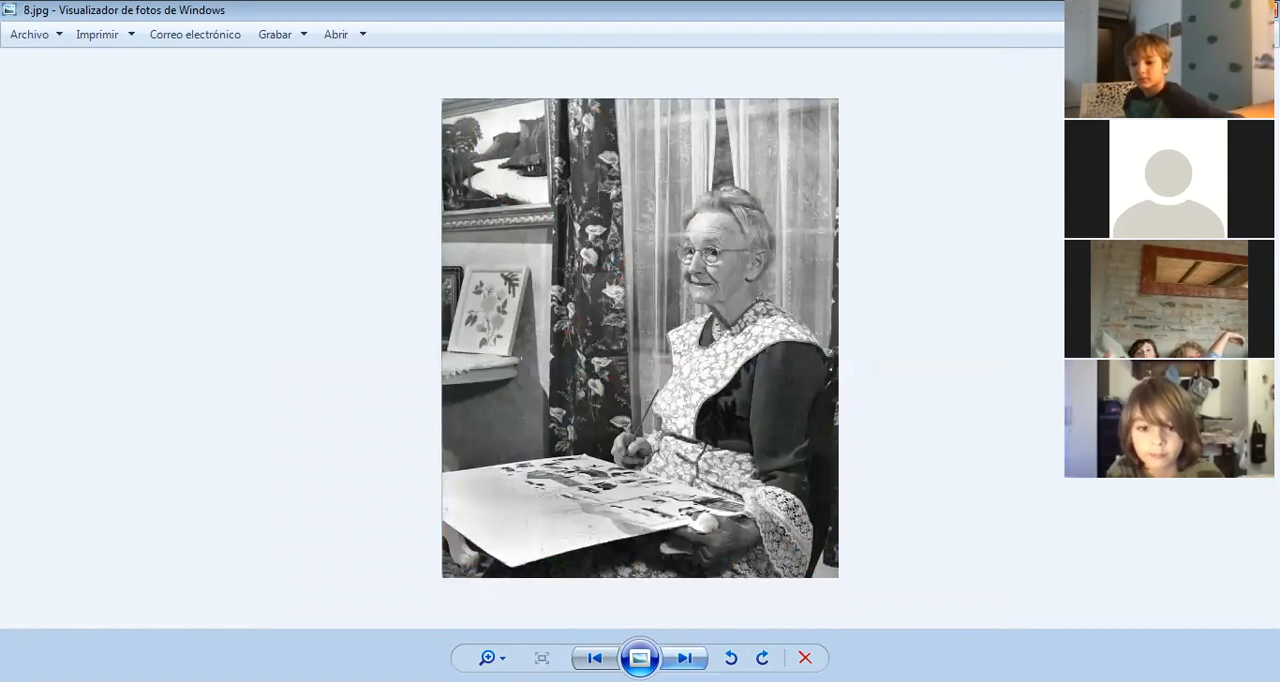 8.jpg - Visualizador de fotos de Windows
Archivo Imprimir Correo electrónico Grabar Abrir